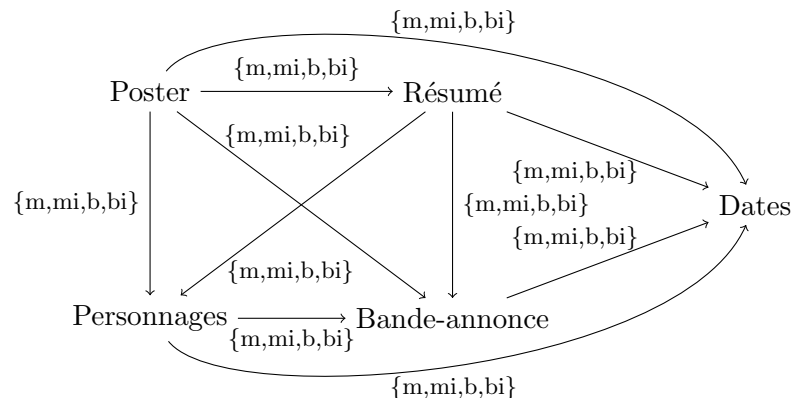 {m,mi,b,bi}
{m,mi,b,bi}
Poster
Résumé
{m,mi,b,bi}
{m,mi,b,bi}
{m,mi,b,bi}
{m,mi,b,bi}
Dates
{m,mi,b,bi}
{m,mi,b,bi}
Personnages
Bande-annonce
{m,mi,b,bi}
{m,mi,b,bi}